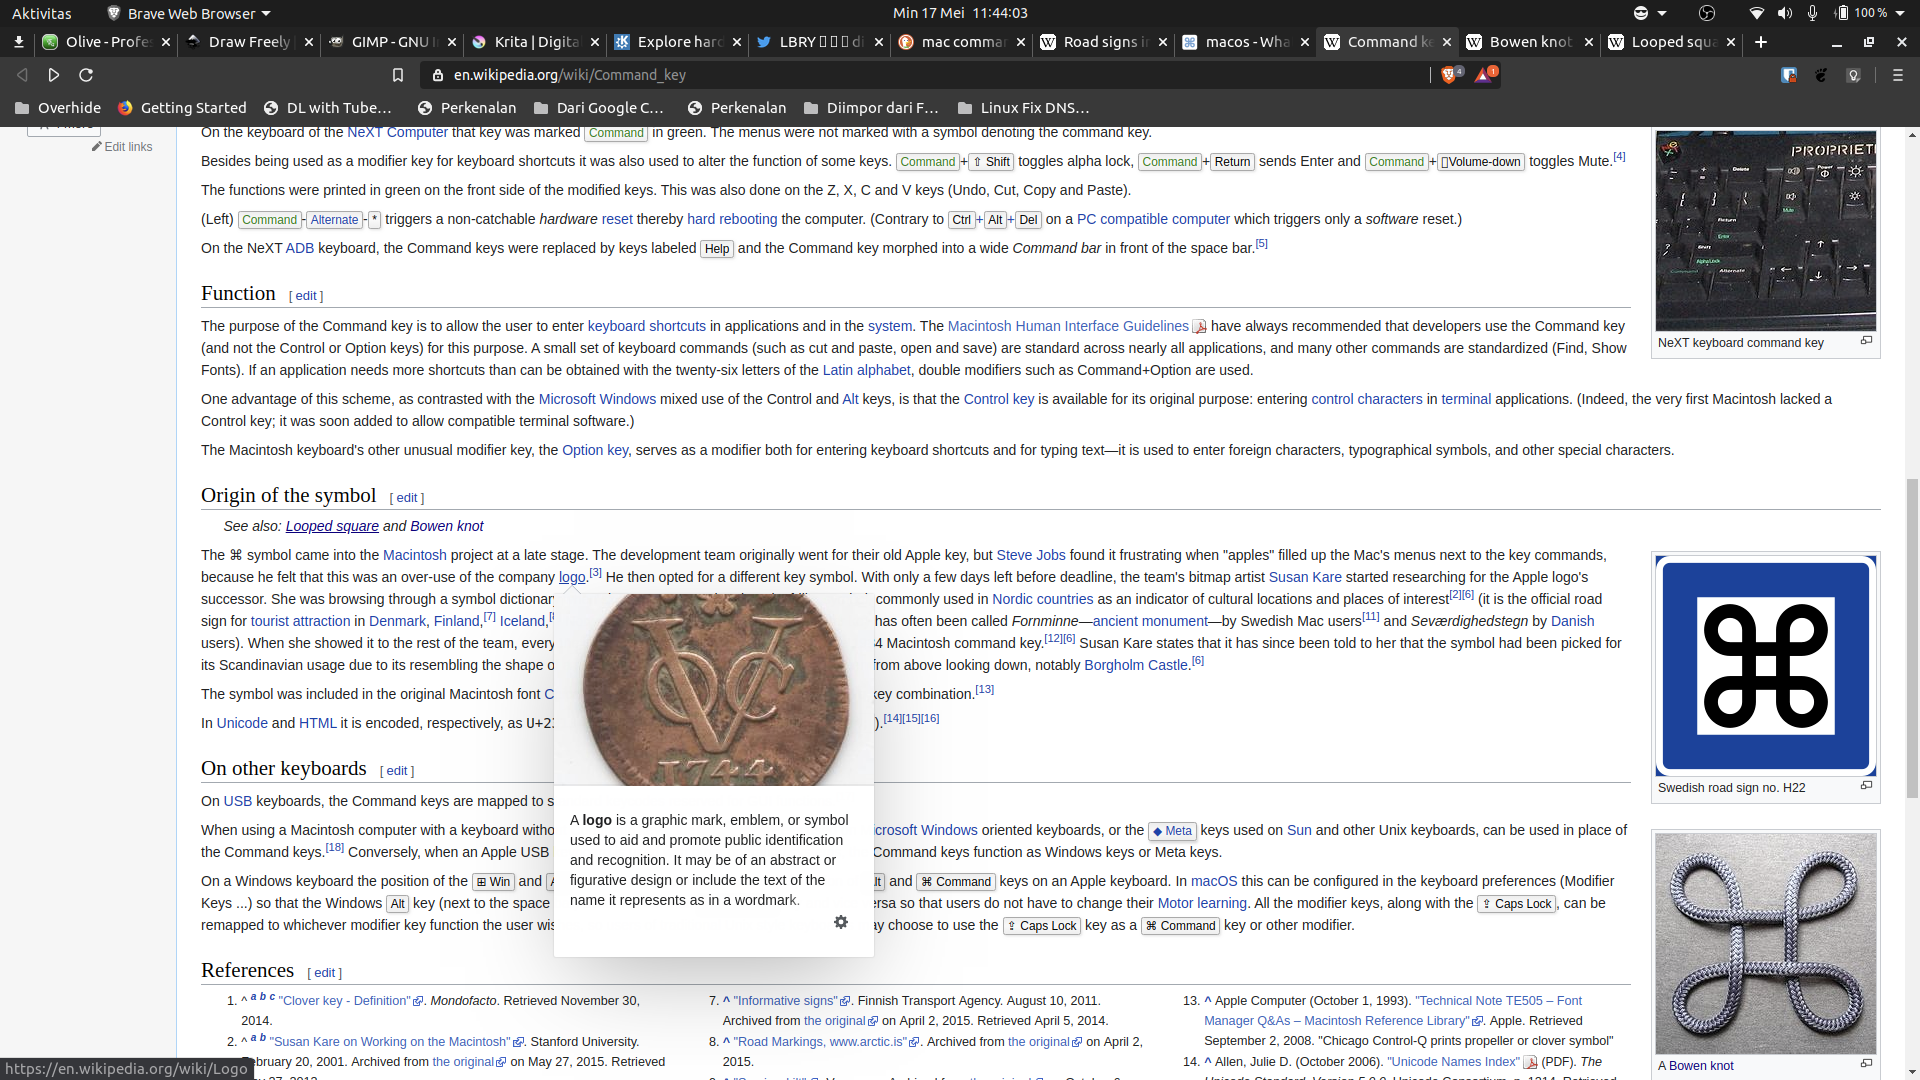 Aktivitas Brave Web Browser Min 17 Mei 11:44:03 100 %
Olive - Profes Draw Freely GIMP - GNU Krita | Digita Explore hard LBRY mac comman Road signs in macos - Wha Command ke Bowen knot Looped squa
en.wikipedia.org/wiki/Command_key 4 1
Overhide Getting Started DL with Tube… Perkenalan Dari Google C… Perkenalan Diimpor dari F… Linux Fix DNS…
Edit links
On the keyboard of the NeXT Computer that key was marked Command in green. The menus were not marked with a symbol denoting the command key.
Besides being used as a modifier key for keyboard shortcuts it was also used to alter the function of some keys. Command+⇧ Shift toggles alpha lock, Command+Return sends Enter and Command+Volume-down toggles Mute.[4]
The functions were printed in green on the front side of the modified keys. This was also done on the Z, X, C and V keys (Undo, Cut, Copy and Paste).
(Left) Command-Alternate-* triggers a non-catchable hardware reset thereby hard rebooting the computer. (Contrary to Ctrl+Alt+Del on a PC compatible computer which triggers only a software reset.)
On the NeXT ADB keyboard, the Command keys were replaced by keys labeled Help and the Command key morphed into a wide Command bar in front of the space bar.[5]
PROPRIET
NeXT keyboard command key
Function [ edit ]
The purpose of the Command key is to allow the user to enter keyboard shortcuts in applications and in the system. The Macintosh Human Interface Guidelines have always recommended that developers use the Command key
(and not the Control or Option keys) for this purpose. A small set of keyboard commands (such as cut and paste, open and save) are standard across nearly all applications, and many other commands are standardized (Find, Show
Fonts). If an application needs more shortcuts than can be obtained with the twenty-six letters of the Latin alphabet, double modifiers such as Command+Option are used.
One advantage of this scheme, as contrasted with the Microsoft Windows mixed use of the Control and Alt keys, is that the Control key is available for its original purpose: entering control characters in terminal applications. (Indeed, the very first Macintosh lacked a
Control key; it was soon added to allow compatible terminal software.)
The Macintosh keyboard's other unusual modifier key, the Option key, serves as a modifier both for entering keyboard shortcuts and for typing text—it is used to enter foreign characters, typographical symbols, and other special characters.
Origin of the symbol [ edit ]
See also: Looped square and Bowen knot
The ⌘ symbol came into the Macintosh project at a late stage. The development team originally went for their old Apple key, but Steve Jobs found it frustrating when "apples" filled up the Mac's menus next to the key commands,
because he felt that this was an over-use of the company logo.[3] He then opted for a different key symbol. With only a few days left before deadline, the team's bitmap artist Susan Kare started researching for the Apple logo's
successor. She was browsing through a symbol dictionary commonly used in Nordic countries as an indicator of cultural locations and places of interest[2][6] (it is the official road
sign for tourist attraction in Denmark, Finland,[7] Iceland, has often been called Fornminne—ancient monument—by Swedish Mac users[11] and Seværdighedstegn by Danish
users). When she showed it to the rest of the team, every 4 Macintosh command key.[12][6] Susan Kare states that it has since been told to her that the symbol had been picked for
its Scandinavian usage due to its resembling the shape o from above looking down, notably Borgholm Castle.[6]
The symbol was included in the original Macintosh font C key combination.[13]
In Unicode and HTML it is encoded, respectively, as U+2 ).[14][15][16]
Swedish road sign no. H22
VOC
1744
A logo is a graphic mark, emblem, or symbol
used to aid and promote public identification
and recognition. It may be of an abstract or
figurative design or include the text of the
name it represents as in a wordmark.
On other keyboards [ edit ]
On USB keyboards, the Command keys are mapped to s
When using a Macintosh computer with a keyboard witho icrosoft Windows oriented keyboards, or the ◆ Meta keys used on Sun and other Unix keyboards, can be used in place of
the Command keys.[18] Conversely, when an Apple USB Command keys function as Windows keys or Meta keys.
On a Windows keyboard the position of the ⊞ Win and A lt and ⌘ Command keys on an Apple keyboard. In macOS this can be configured in the keyboard preferences (Modifier
Keys ...) so that the Windows Alt key (next to the space ersa so that users do not have to change their Motor learning. All the modifier keys, along with the ⇪ Caps Lock, can be
remapped to whichever modifier key function the user wis ay choose to use the ⇪ Caps Lock key as a ⌘ Command key or other modifier.
A Bowen knot
References [ edit ]
1. ^ a b c "Clover key - Definition". Mondofacto. Retrieved November 30,
2014.
2. ^ a b "Susan Kare on Working on the Macintosh". Stanford University.
February 20, 2001. Archived from the original on May 27, 2015. Retrieved
7. ^ "Informative signs". Finnish Transport Agency. August 10, 2011.
Archived from the original on April 2, 2015. Retrieved April 5, 2014.
8. ^ "Road Markings, www.arctic.is". Archived from the original on April 2,
2015.
13. ^ Apple Computer (October 1, 1993). "Technical Note TE505 – Font
Manager Q&As – Macintosh Reference Library". Apple. Retrieved
September 2, 2008. "Chicago Control-Q prints propeller or clover symbol"
14. ^ Allen, Julie D. (October 2006). "Unicode Names Index" (PDF). The
https://en.wikipedia.org/wiki/Logo